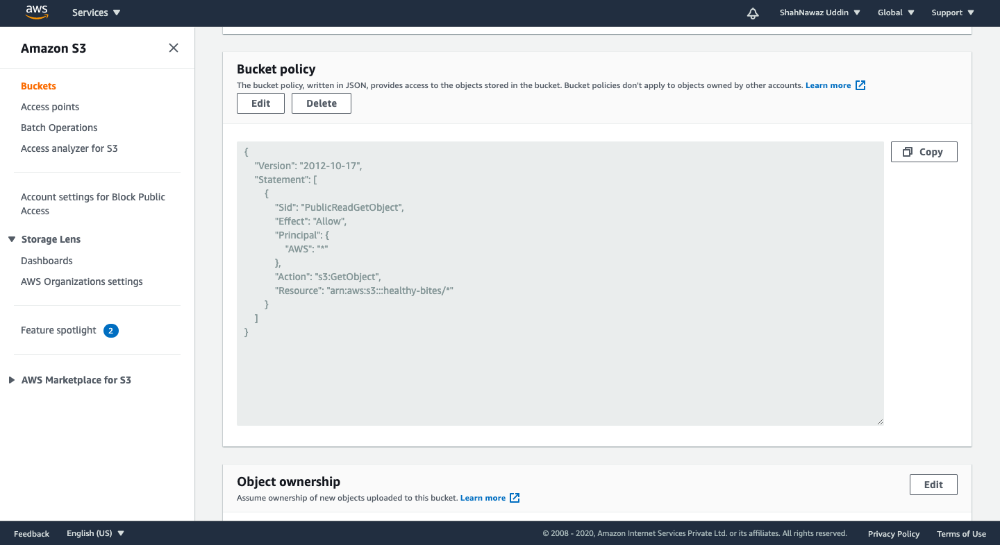 aws
Services
ShahNawaz Uddin
Global
Support
Amazon S3
Buckets
Access points
Batch Operations
Access analyzer for S3
Account settings for Block Public
Access
Storage Lens
Dashboards
AWS Organizations settings
Feature spotlight 2
AWS Marketplace for S3
Bucket policy
The bucket policy, written in JSON, provides access to the objects stored in the bucket. Bucket policies don't apply to objects owned by other accounts. Learn more
Edit
Delete
Copy
{
"Version": "2012-10-17",
"Statement": [
{
"Sid": "PublicReadGetObject",
"Effect": "Allow",
"Principal": {
"AWS": "*"
},
"Action": "s3:GetObject",
"Resource": "arn:aws:s3:::healthy-bites/*"
}
]
}
Object ownership
Assume ownership of new objects uploaded to this bucket. Learn more
Edit
Feedback
English (US)
© 2008 - 2020, Amazon Internet Services Private Ltd. or its affiliates. All rights reserved.
Privacy Policy
Terms of Use